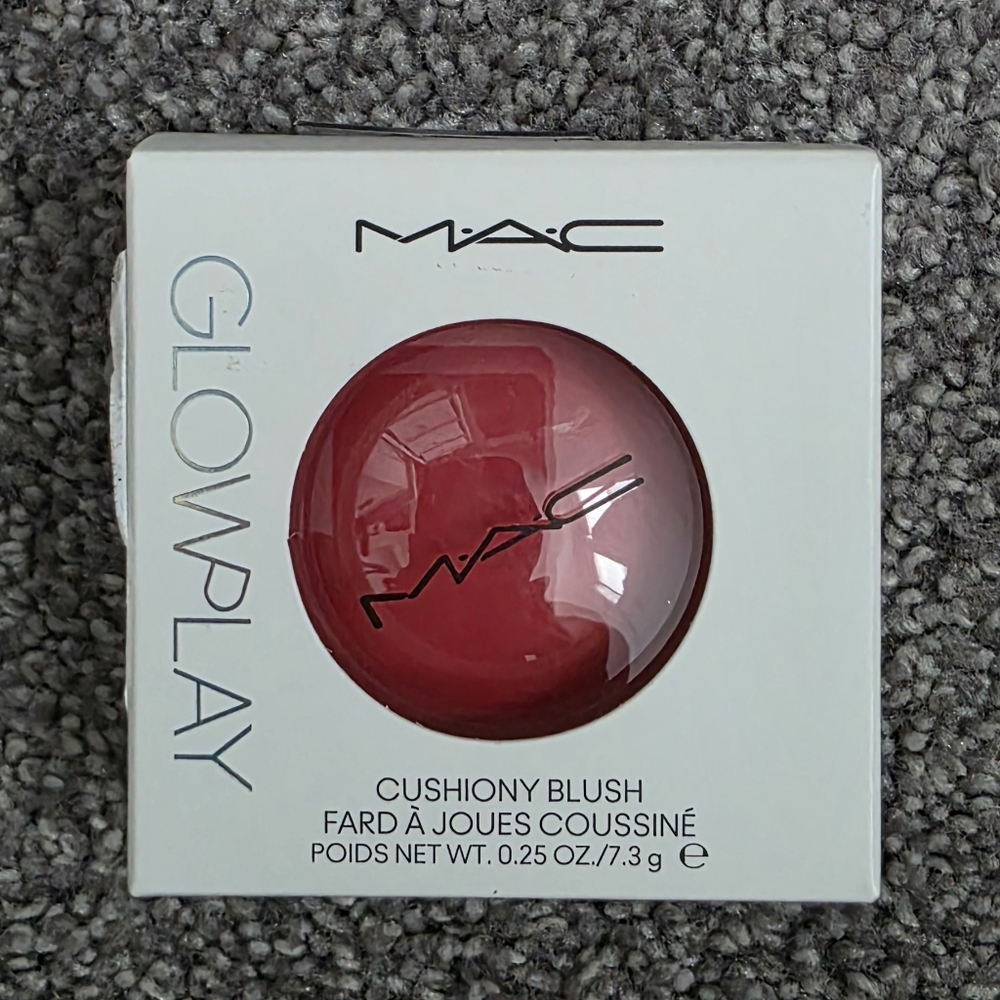 M·A·C
GLOWPLAY
M·A·C
CUSHIONY BLUSH
FARD À JOUES COUSSINÉ
POIDS NET WT. 0.25 OZ./7.3 g ℮